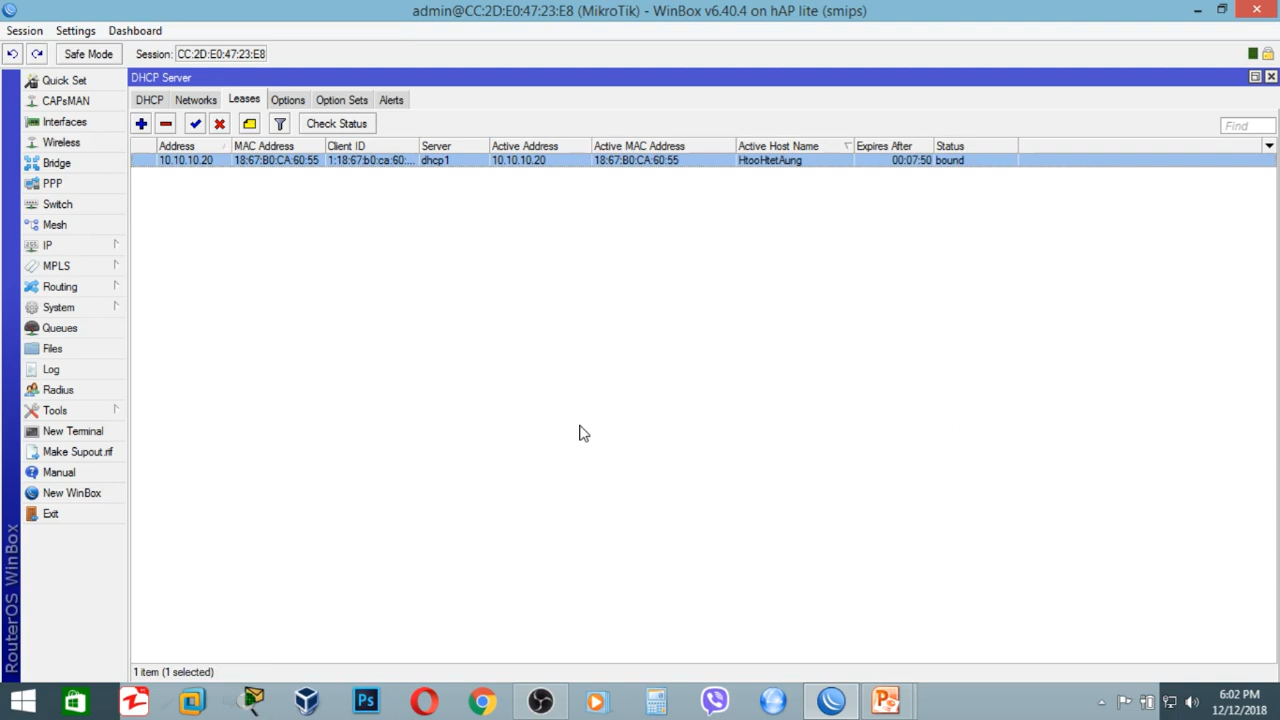 admin@CC:2D:E0:47:23:E8 (MikroTik) - WinBox v6.40.4 on hAP lite (smips)
Session Settings Dashboard
Safe Mode Session: CC:2D:E0:47:23:E8
DHCP Server
DHCP Networks Leases Options Option Sets Alerts
Check Status Find
Address MAC Address Client ID Server Active Address Active MAC Address Active Host Name Expires After Status
10.10.10.20 18:67:B0:CA:60:55 1:18:67:b0:ca:60:... dhcp1 10.10.10.20 18:67:B0:CA:60:55 HtooHtetAung 00:07:50 bound
Quick Set
CAPsMAN
Interfaces
Wireless
Bridge
PPP
Switch
Mesh
IP
MPLS
Routing
System
Queues
Files
Log
Radius
Tools
New Terminal
Make Supout.rif
Manual
New WinBox
Exit
RouterOS WinBox
1 item (1 selected)
Ps
6:02 PM
12/12/2018